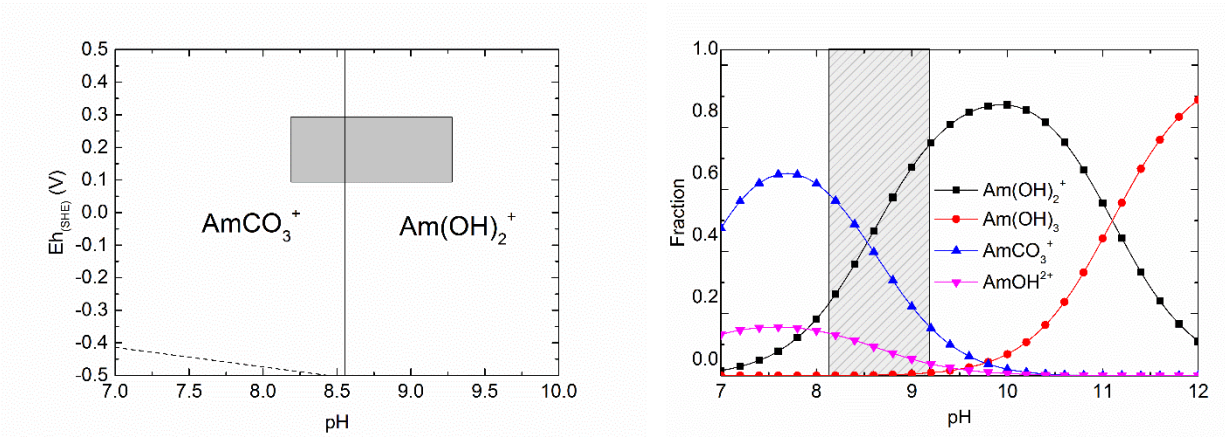 0.5
0.4
0.3
0.2
0.1
0.0
-0.1
-0.2
-0.3
-0.4
-0.5
Eh(SHE) (V)
AmCO₃⁺
Am(OH)₂⁺
7.0 7.5 8.0 8.5 9.0 9.5 10.0
pH
1.0
0.8
0.6
0.4
0.2
0.0
Fraction
Am(OH)₂⁺
Am(OH)₃
AmCO₃⁺
AmOH²⁺
7 8 9 10 11 12
pH